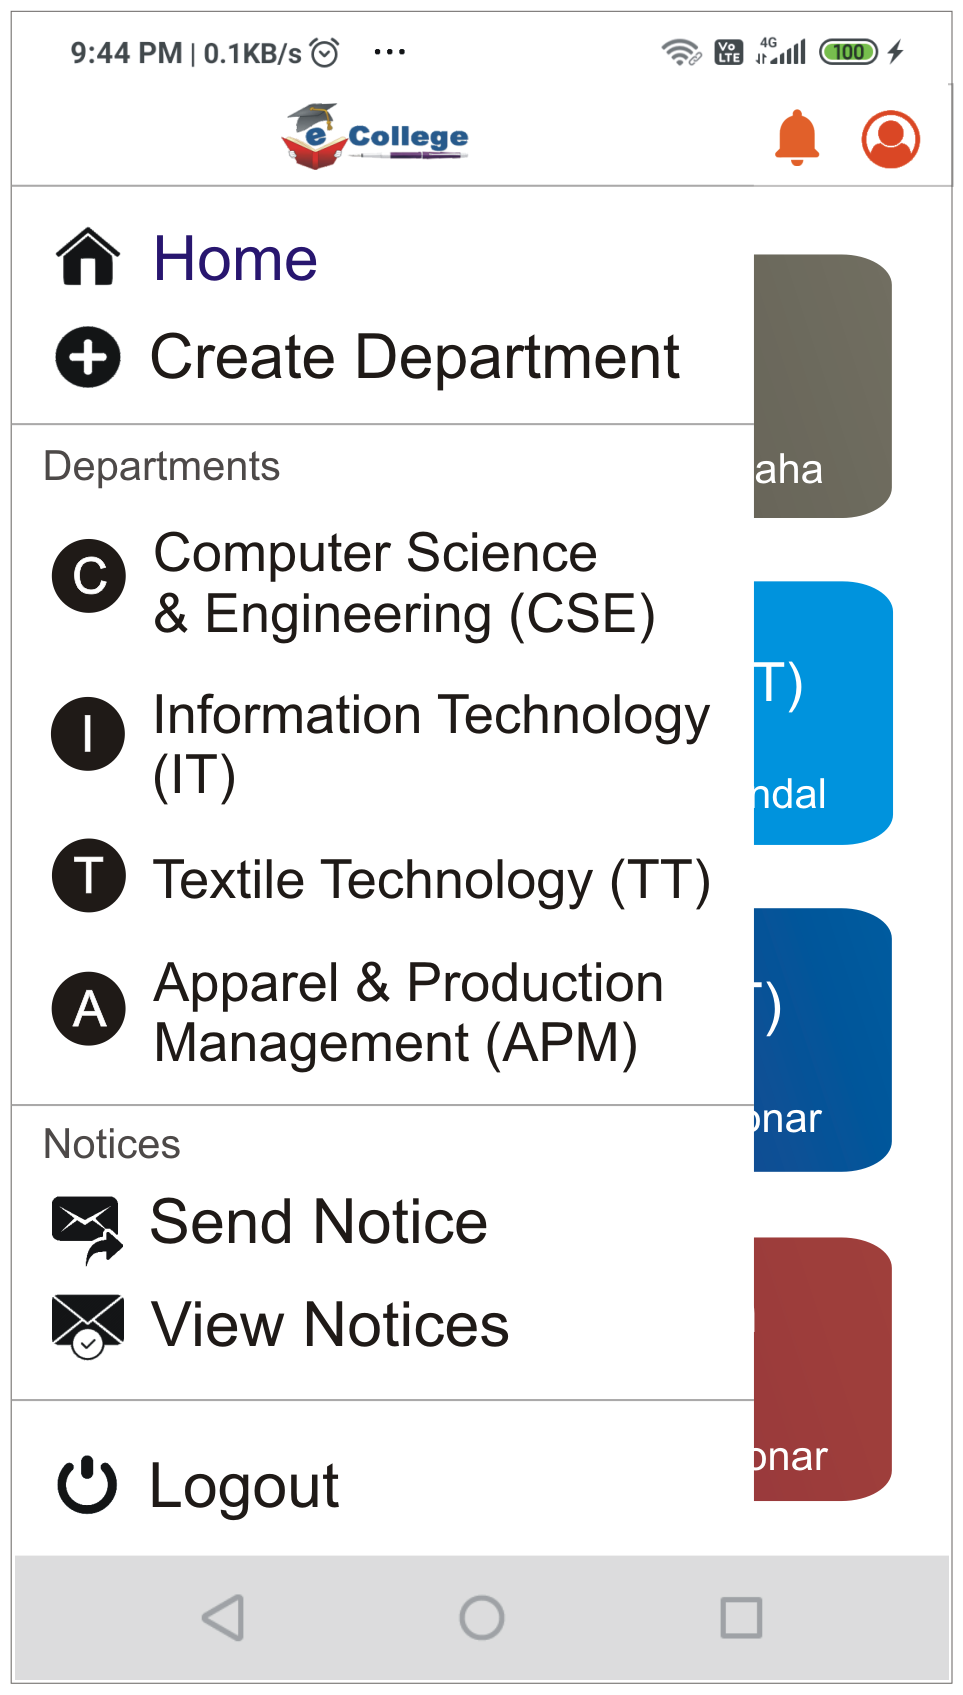 9:44 PM | 0.1KB/s
Vo LTE
4G
100
e College
Home
Create Department
Departments
C
Computer Science
& Engineering (CSE)
I
Information Technology
(IT)
T
Textile Technology (TT)
A
Apparel & Production
Management (APM)
Notices
Send Notice
View Notices
Logout
aha
T)
ndal
T)
onar
onar